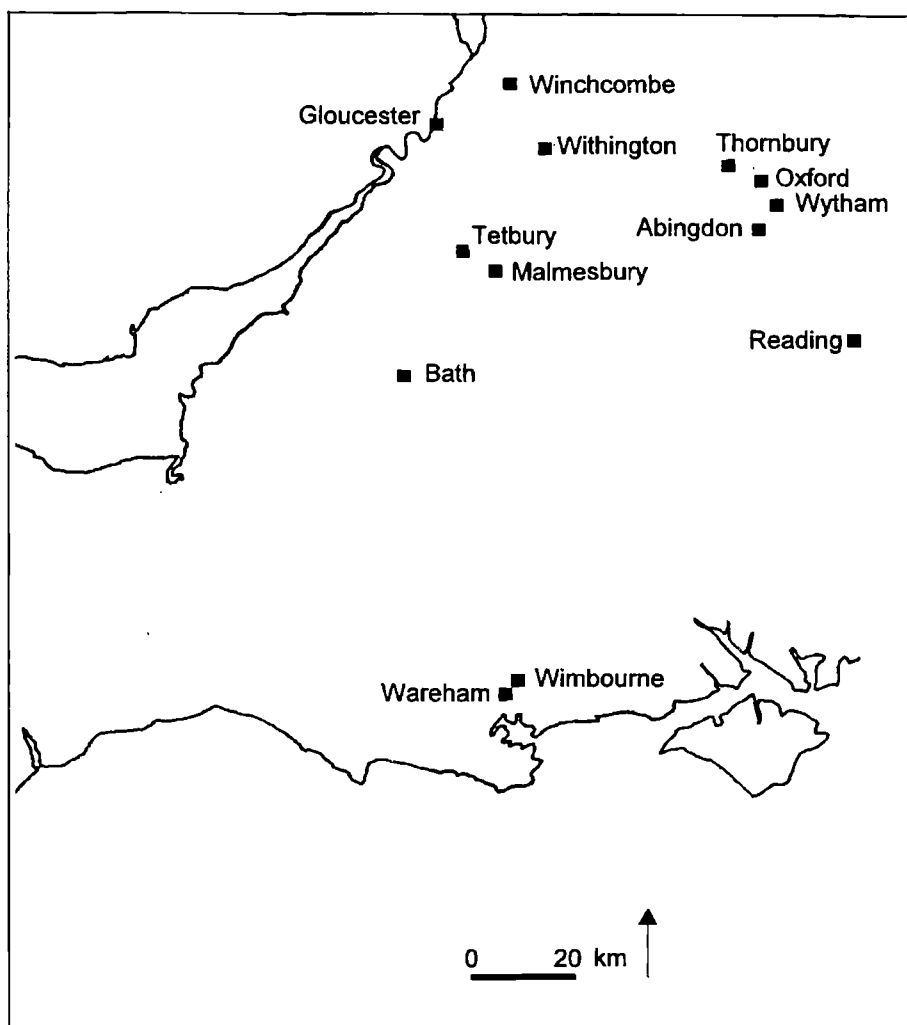 Winchcombe
Gloucester
Withington
Thornbury
Oxford
Wytham
Abingdon
Tetbury
Malmesbury
Reading
Bath
Wimbourne
Wareham
0 20 km